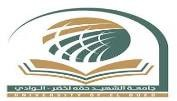 جامعة الشهيد حمه لخضر - الوادي
UNIVERSITY OF EL OUED